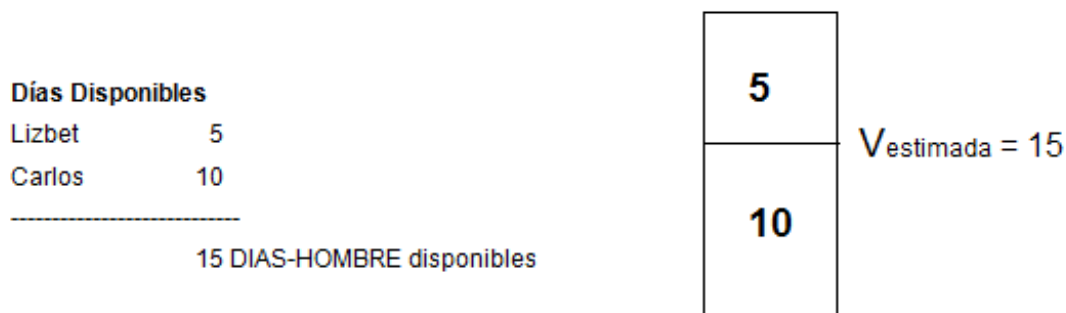 Días Disponibles
Lizbet 5
Carlos 10
-----------------------------
15 DIAS-HOMBRE disponibles
5
10
Vestimada = 15